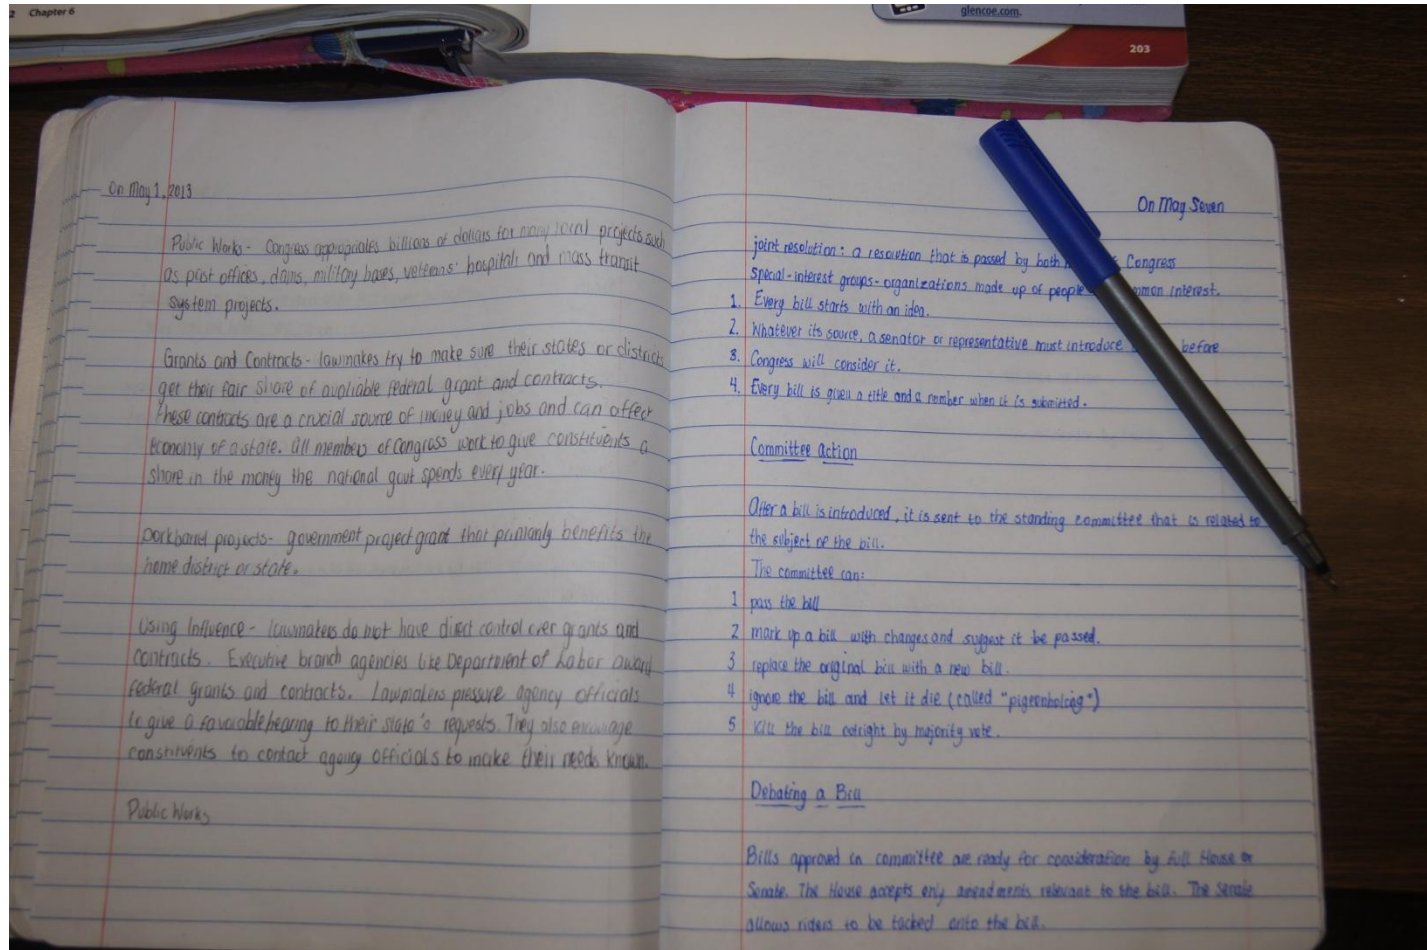 2 Chapter 6
glencoe.com.
203
On May 1, 2013
Public Works - Congress appropriates billions of dollars for many local projects such
as post offices, dams, military bases, veterans' hospitals and mass transit
system projects.
Grants and Contracts - lawmakes try to make sure their states or districts
get their fair share of avaliable federal grant and contracts.
These contracts are a crucial source of money and jobs and can affect
economy of a state. all members of congress work to give constituents a
share in the money the national govt spends every year.
porkbarrel projects - government project grant that primarily benefits the
home district or state.
Using Influence - lawmakers do not have direct control over grants and
contracts. Executive branch agencies like Department of Labor award
federal grants and contracts. Lawmakers pressure agency officials
to give a favorable hearing to their state's requests. They also encourage
constituents to contact agency officials to make their needs known.
Public Works
On May Seven
joint resolution: a resolution that is passed by both Congress
special-interest groups - organizations made up of people common interest.
1. Every bill starts with an idea.
2. Whatever its source, a senator or representative must introduce before
3. Congress will consider it.
4. Every bill is given a title and a number when it is submitted.
Committee action
After a bill is introduced, it is sent to the standing committee that is related to
the subject of the bill.
The committee can:
1 pass the bill
2 mark up a bill with changes and suggest it be passed.
3 replace the original bill with a new bill.
4 ignore the bill and let it die (called "pigeonholing")
5 kill the bill outright by majority vote.
Debating a Bill
Bills approved in committee are ready for consideration by full House or
Senate. The House accepts only amendments relevant to the bill. The Senate
allows riders to be tacked onto the bill.